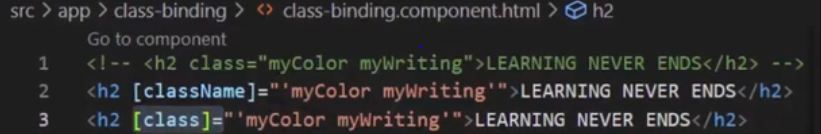 src > app > class-binding > <> class-binding.component.html > h2
Go to component
1 <!-- <h2 class="myColor myWriting">LEARNING NEVER ENDS</h2> -->
2 <h2 [className]="'myColor myWriting'">LEARNING NEVER ENDS</h2>
3 <h2 [class]="'myColor myWriting'">LEARNING NEVER ENDS</h2>